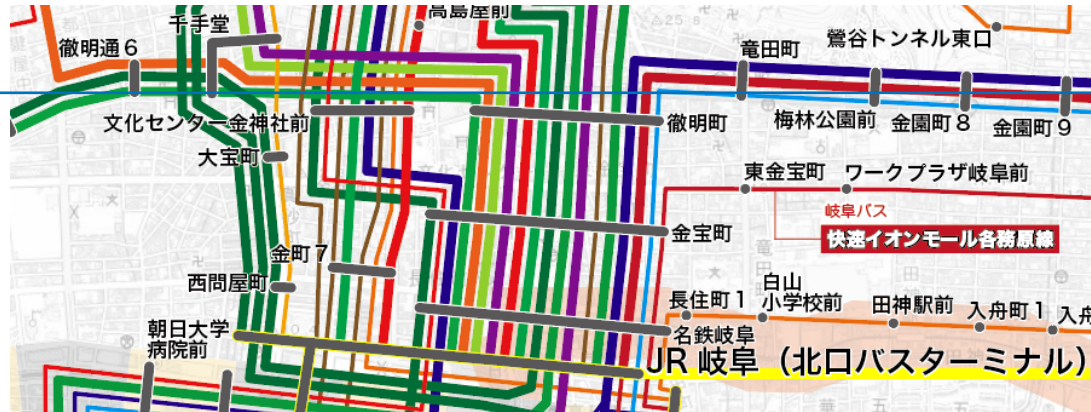 高島屋前
千手堂
徹明通6
竜田町
鶯谷トンネル東口
文化センター金神社前
徹明町
梅林公園前
金園町8
金園町9
大宝町
東金宝町
ワークプラザ岐阜前
岐阜バス
快速イオンモール各務原線
金宝町
金町7
西問屋町
長住町1
白山
小学校前
田神駅前
入舟町1
入舟
朝日大学
病院前
名鉄岐阜
JR岐阜（北口バスターミナル）